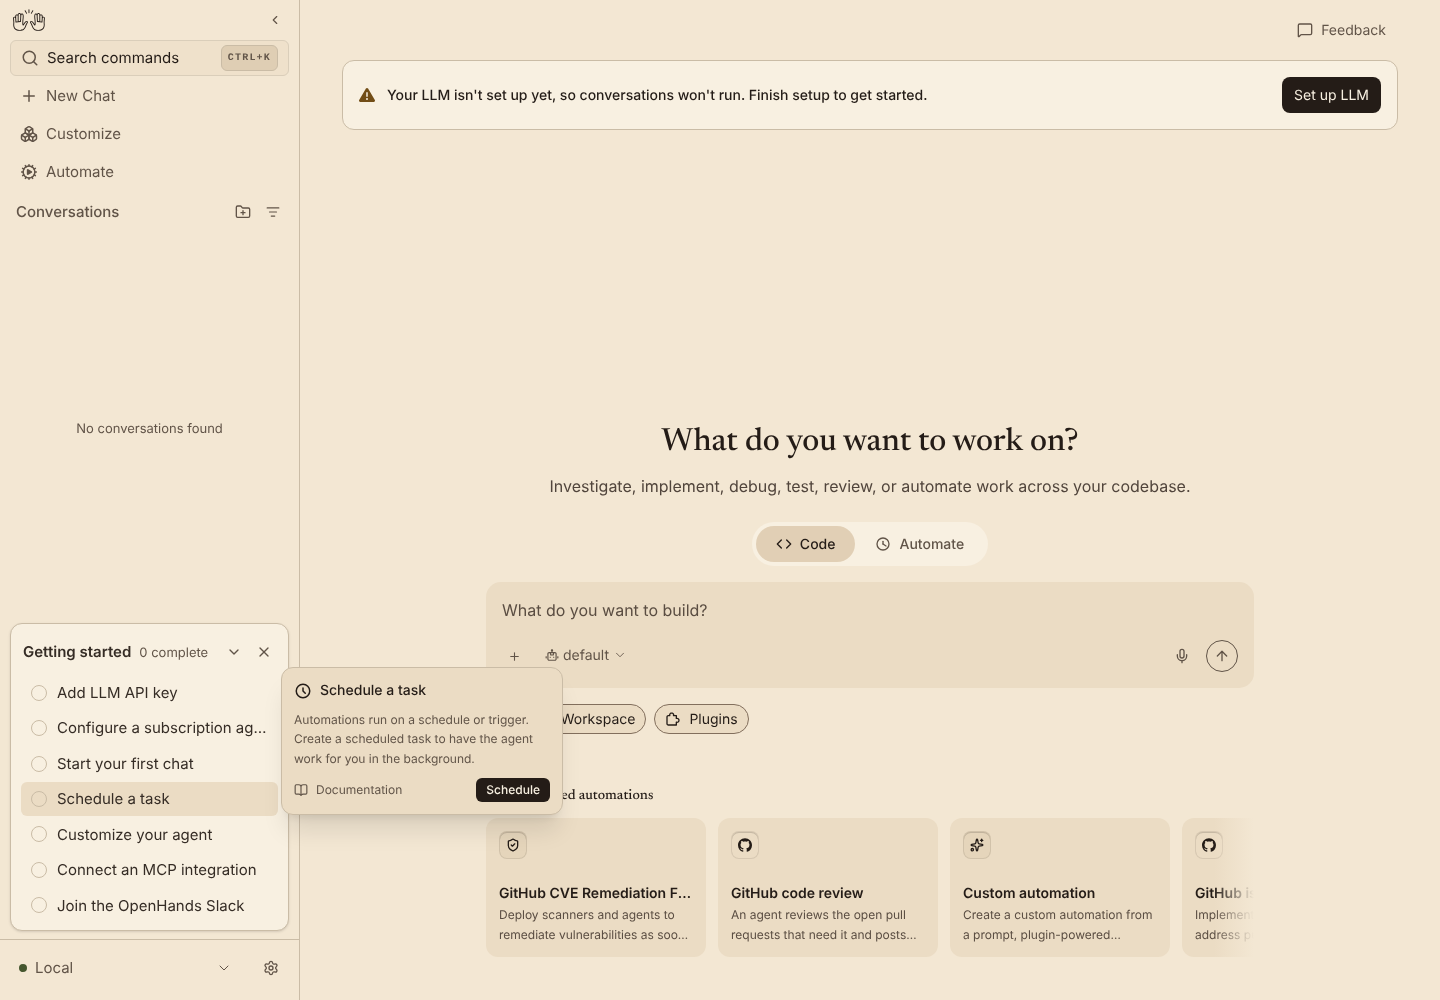 Search commands
CTRL+K
New Chat
Customize
Automate
Conversations
No conversations found
Getting started 0 complete
Add LLM API key
Configure a subscription ag...
Start your first chat
Schedule a task
Customize your agent
Connect an MCP integration
Join the OpenHands Slack
Local
Feedback
Your LLM isn't set up yet, so conversations won't run. Finish setup to get started.
Set up LLM
What do you want to work on?
Investigate, implement, debug, test, review, or automate work across your codebase.
Code
Automate
What do you want to build?
default
Schedule a task
Automations run on a schedule or trigger.
Create a scheduled task to have the agent
work for you in the background.
Documentation
Schedule
Workspace
Plugins
automations
GitHub CVE Remediation F...
Deploy scanners and agents to
remediate vulnerabilities as soo...
GitHub code review
An agent reviews the open pull
requests that need it and posts...
Custom automation
Create a custom automation from
a prompt, plugin-powered...
GitHub
address